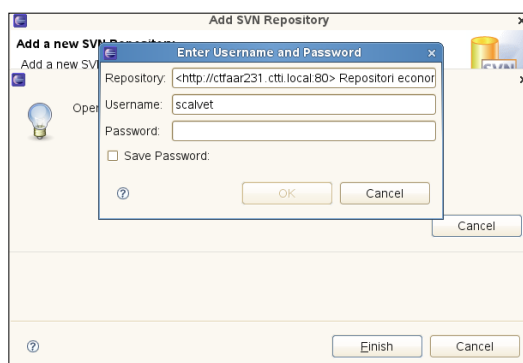 Add SVN Repository
Add a new SVN Repository
Enter Username and Password
Add a new SV
SVN
Repository: <http://ctfaar231.ctti.local:80> Repositori econor
Oper
Username: scalvet
Password:
Save Password:
OK
Cancel
Cancel
Finish
Cancel